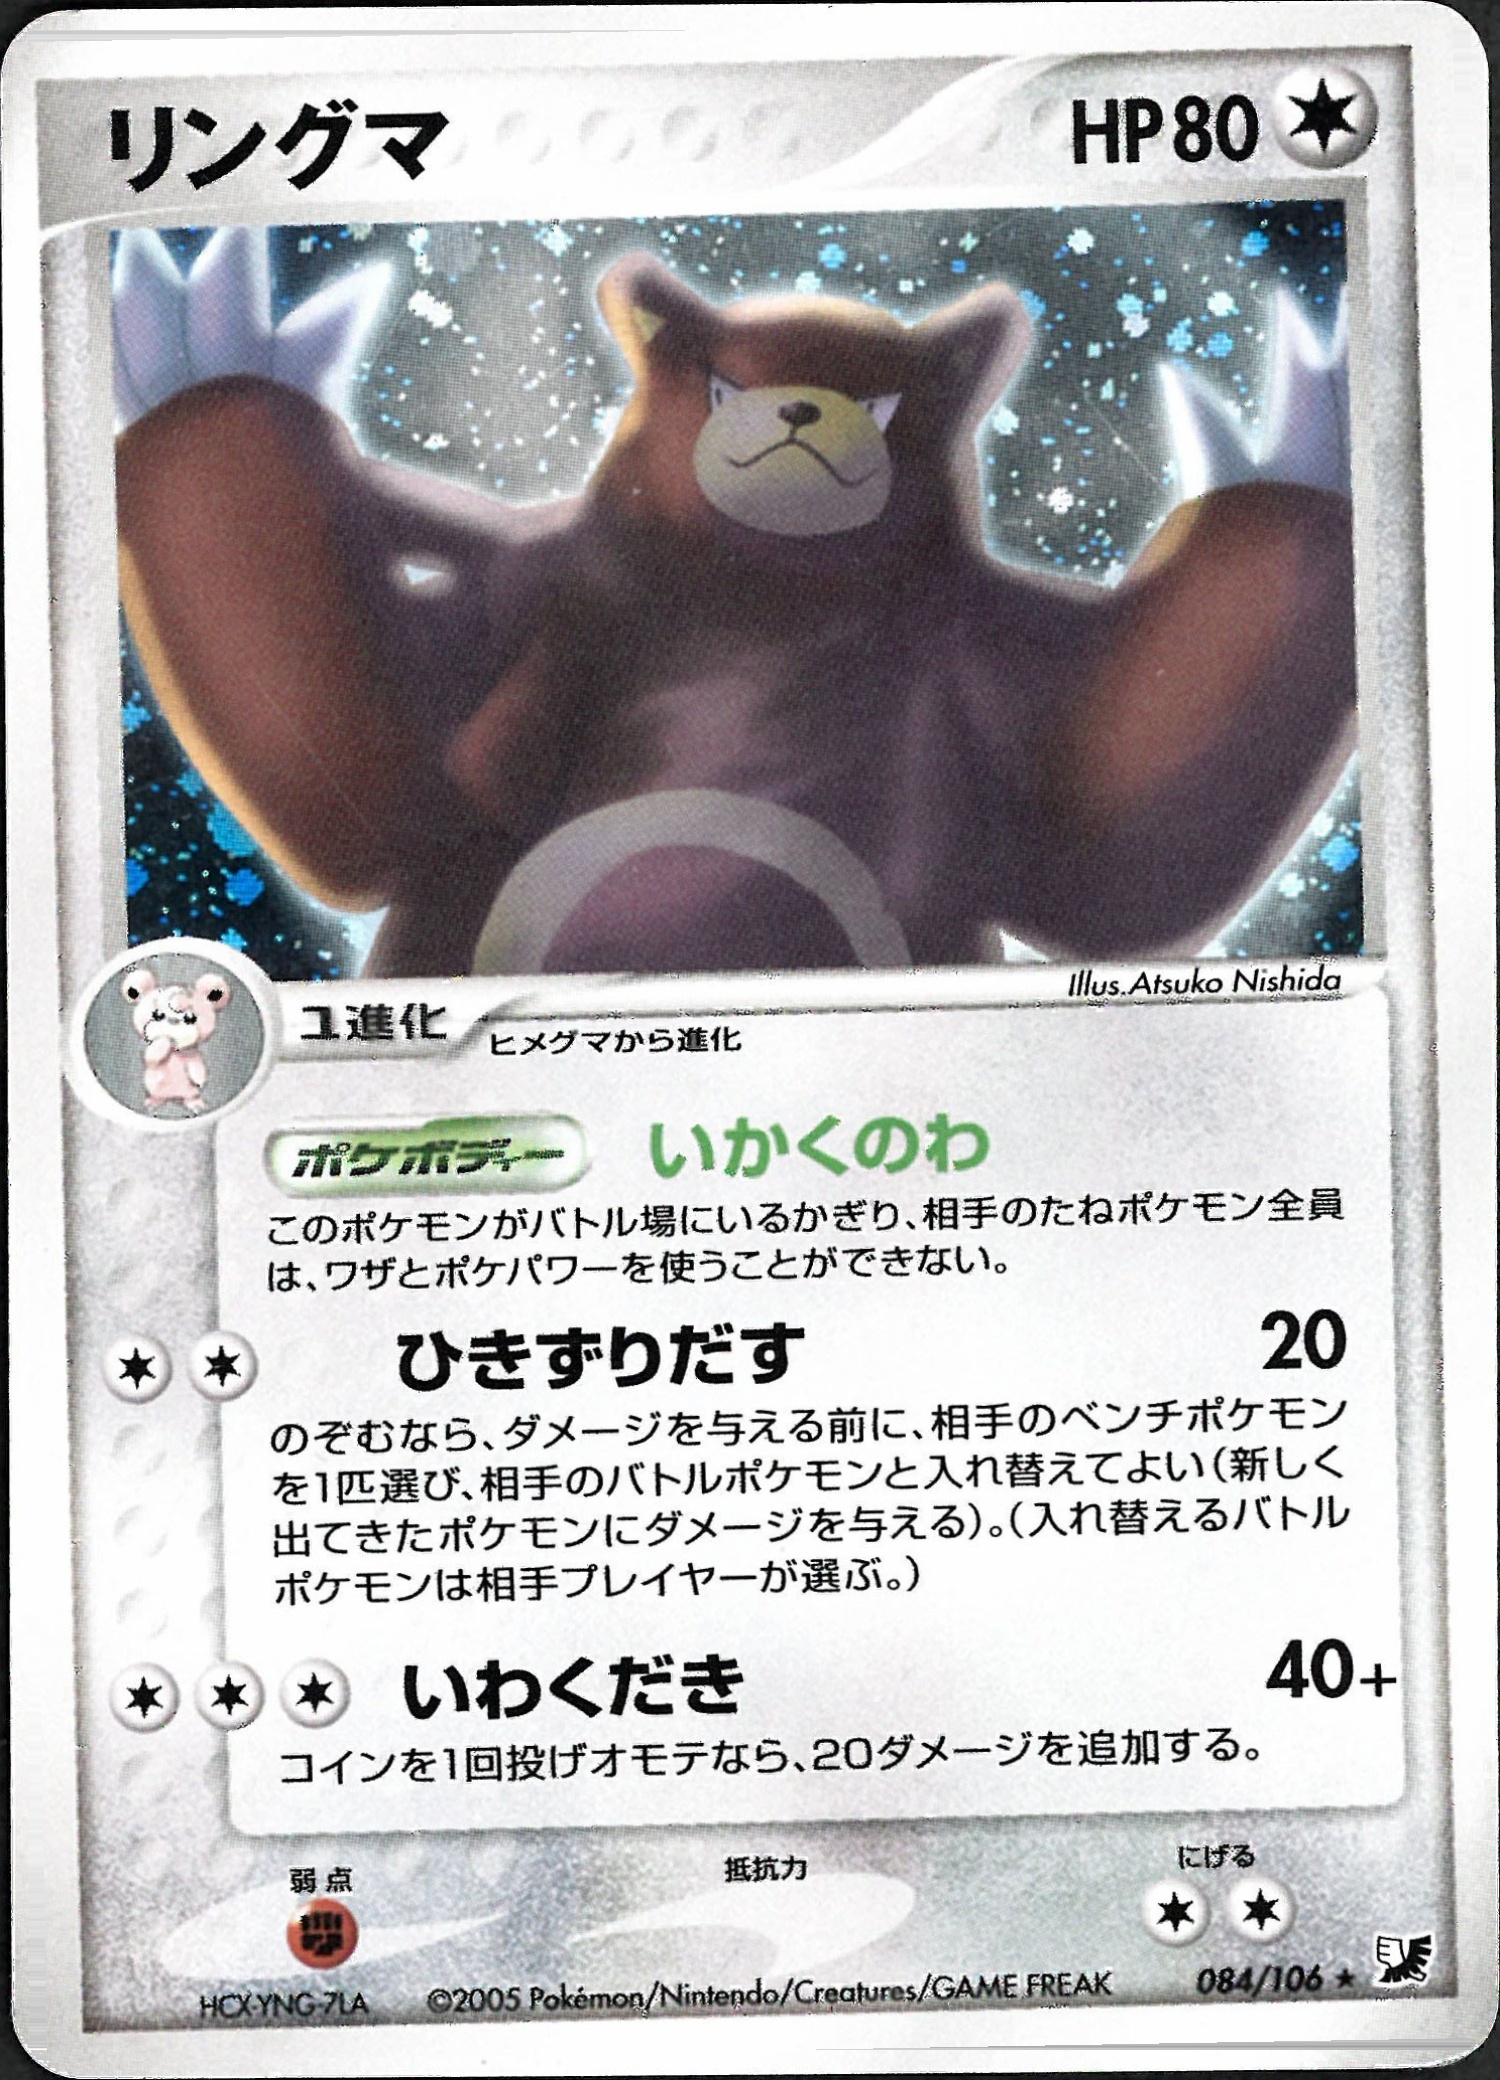 リングマ
HP80
Illus.Atsuko Nishida
1進化
ヒメグマから進化
ポケボディー いかくのわ
このポケモンがバトル場にいるかぎり、相手のたねポケモン全員
は、ワザとポケパワーを使うことができない。
ひきずりだす 20
のぞむなら、ダメージを与える前に、相手のベンチポケモン
を1匹選び、相手のバトルポケモンと入れ替えてよい(新しく
出てきたポケモンにダメージを与える)。(入れ替えるバトル
ポケモンは相手プレイヤーが選ぶ。)
いわくだき 40+
コインを1回投げオモテなら、20ダメージを追加する。
弱点
抵抗力
にげる
HCX-YNG-7LA
©2005 Pokémon/Nintendo/Creatures/GAME FREAK
084/106 ★